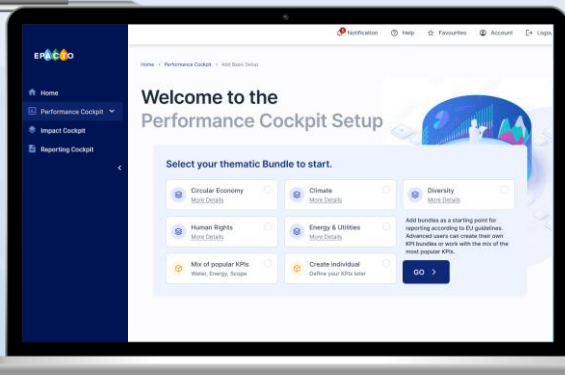 Notification Help Favourites Account Logou
EPACTO
Home > Performance Cockpit > Add Basic Setup
Home
Performance Cockpit
Impact Cockpit
Reporting Cockpit
Welcome to the
Performance Cockpit Setup
Select your thematic Bundle to start.
Circular Economy
More Details
Climate
More Details
Diversity
More Details
Human Rights
More Details
Energy & Utilities
More Details
Add bundles as a starting point for
reporting according to EU guidelines.
Advanced users can create their own
KPI bundles or work with the mix of the
most popular KPIs.
Mix of popular KPIs
Water, Energy, Scope
Create individual
Define your KPIs later
GO >